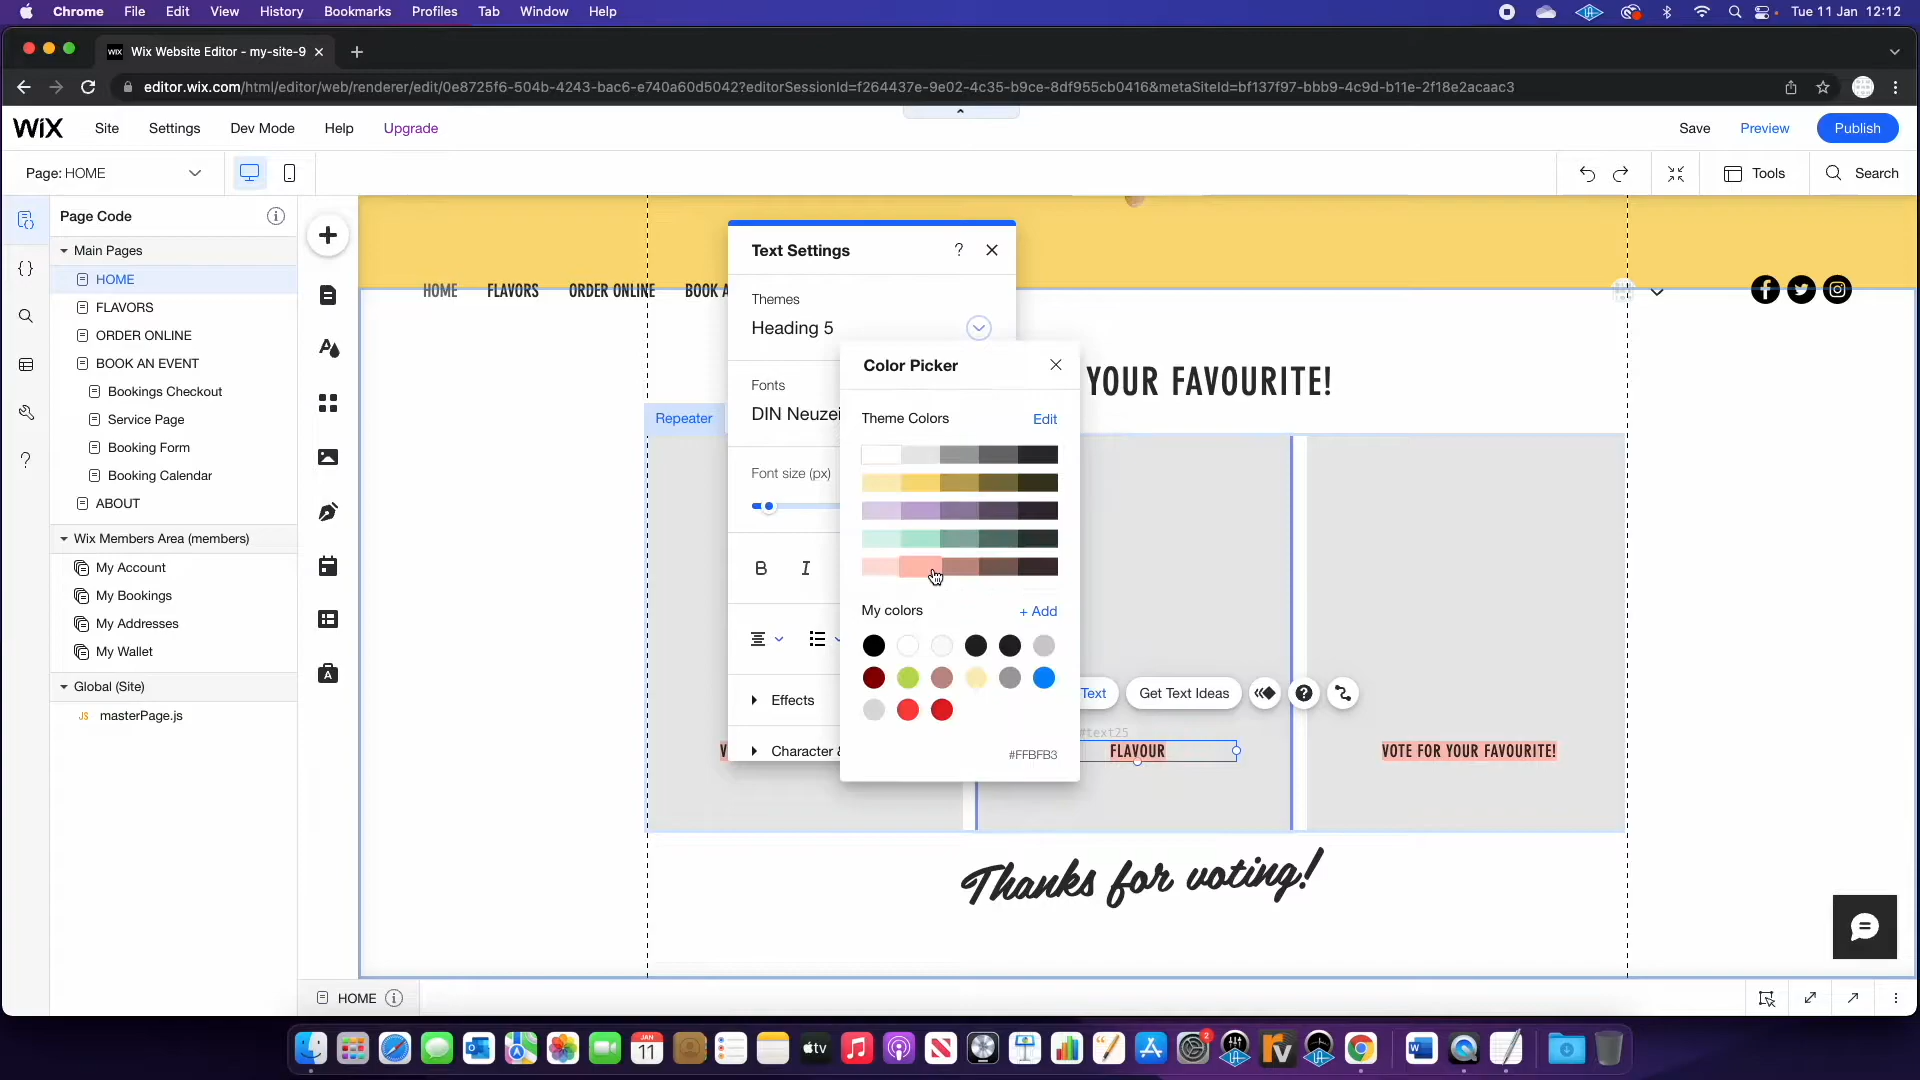 Chrome File Edit View History Bookmarks Profiles Tab Window Help Tue 11 Jan 12:12
WIX Wix Website Editor - my-site-9
editor.wix.com/html/editor/web/renderer/edit/0e8725f6-504b-4243-bac6-e740a60d5042?editorSessionId=f264437e-9e02-4c35-b9ce-8df955cb0416&metaSiteId=bf137f97-bbb9-4c9d-b11e-2f18e2acaac3
WiX Site Settings Dev Mode Help Upgrade Save Preview Publish
Page: HOME Tools Search
Page Code
Main Pages
HOME
FLAVORS
ORDER ONLINE
BOOK AN EVENT
Bookings Checkout
Service Page
Booking Form
Booking Calendar
ABOUT
Wix Members Area (members)
My Account
My Bookings
My Addresses
My Wallet
Global (Site)
JS masterPage.js
HOME FLAVORS ORDER ONLINE BOOK A
Text Settings ?
Themes
Heading 5
Fonts
DIN Neuzei
Font size (px)
B I
Effects
Character &
Color Picker
Theme Colors Edit
My colors + Add
#FFBFB3
YOUR FAVOURITE!
Repeater
Text Get Text Ideas
#text25
V FLAVOUR VOTE FOR YOUR FAVOURITE!
Thanks for voting!
HOME
JAN
11
tv
2
W